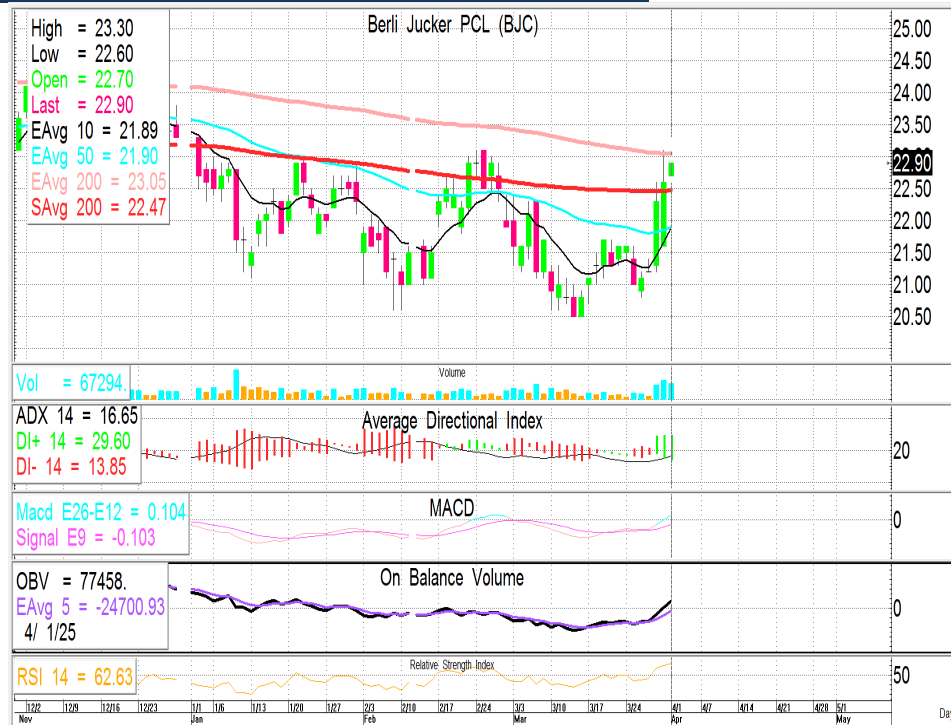 Berli Jucker PCL (BJC)
High = 23.30
Low = 22.60
Open = 22.70
Last = 22.90
EAvg 10 = 21.89
EAvg 50 = 21.90
EAvg 200 = 23.05
SAvg 200 = 22.47
25.00
24.50
24.00
23.50
22.90
22.50
22.00
21.50
21.00
20.50
Volume
Vol = 67294.
Average Directional Index
ADX 14 = 16.65
DI+ 14 = 29.60
DI- 14 = 13.85
20
MACD
Macd E26-E12 = 0.104
Signal E9 = -0.103
0
On Balance Volume
OBV = 77458.
EAvg 5 = -24700.93
4/ 1/25
0
Relative Strength Index
RSI 14 = 62.63
50
12/2 12/9 12/16 12/23 1/1 1/6 1/13 1/20 1/27 2/3 2/10 2/17 2/24 3/3 3/10 3/17 3/24 4/1 4/7 4/14 4/21 4/28 5/1
Nov Jan Feb Mar Apr May